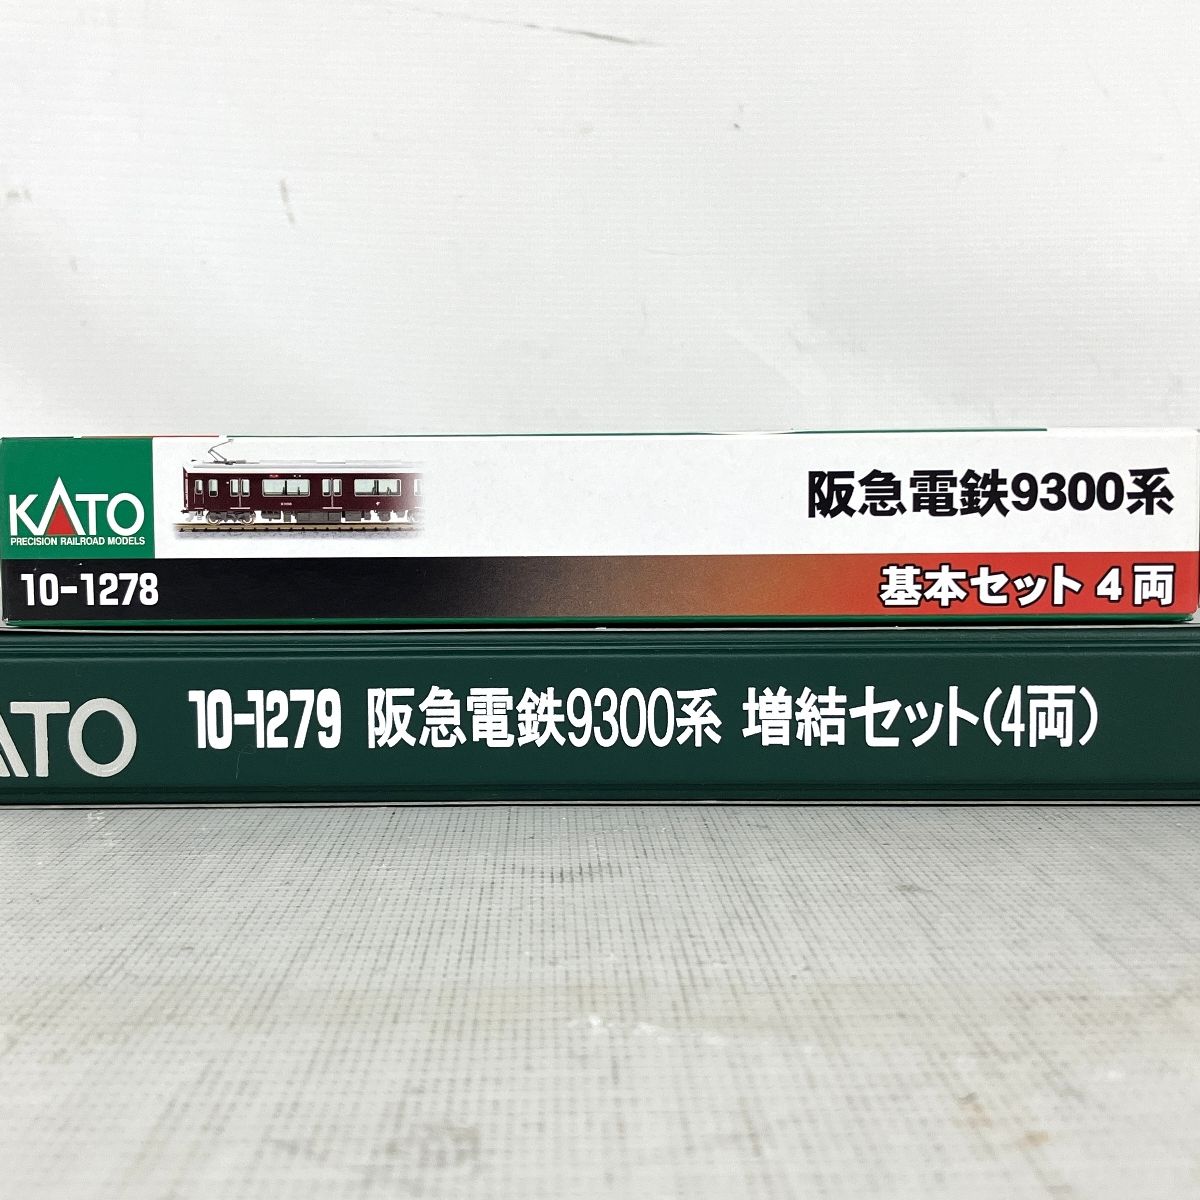 KATO
PRECISION RAILROAD MODELS
阪急電鉄9300系
10-1278
基本セット 4両
ATO
10-1279 阪急電鉄9300系 増結セット(4両)